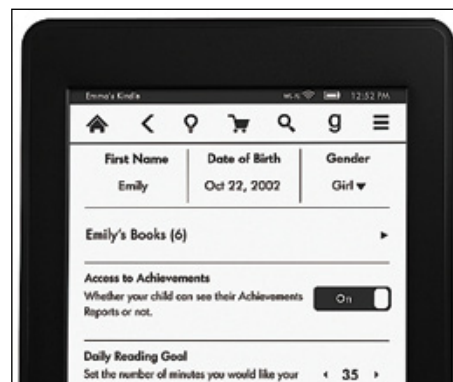 Emma's Kindle 12:52 PM
g
First Name Date of Birth Gender
Emily Oct 22, 2002 Girl
Emily's Books (6)
Access to Achievements
Whether your child can see their Achievements On
Reports or not.
Daily Reading Goal
Set the number of minutes you would like your 35